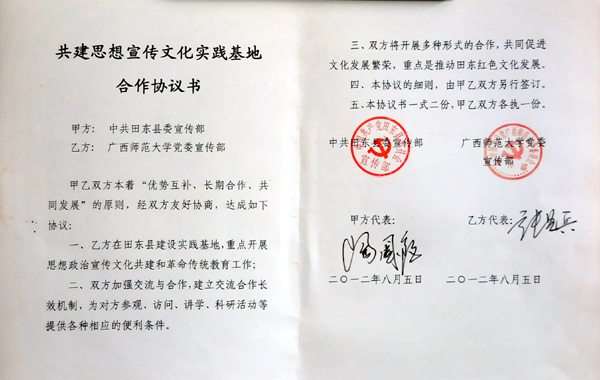 共建思想宣传文化实践基地
合作协议书
甲方：中共田东县委宣传部
乙方：广西师范大学党委宣传部
甲乙双方本着“优势互补、长期合作、共
同发展”的原则，经双方友好协商，达成如下
协议：
一、乙方在田东县建设实践基地，重点开展
思想政治宣传文化共建和革命传统教育工作；
二、双方加强交流与合作，建立交流合作长
效机制，为对方参观、访问、讲学、科研活动等
提供各种相应的便利条件。
三、双方将开展多种形式的合作，共同促进
文化发展繁荣，重点是推动田东红色文化发展。
四、本协议的细则，由甲乙双方另行签订。
五、本协议书一式二份，甲乙双方各执一份。
中共田东县委宣传部
宣传部
广西师范大学党委
宣传部
甲方代表：
乙方代表：
二〇一二年八月五日
二〇一二年八月五日